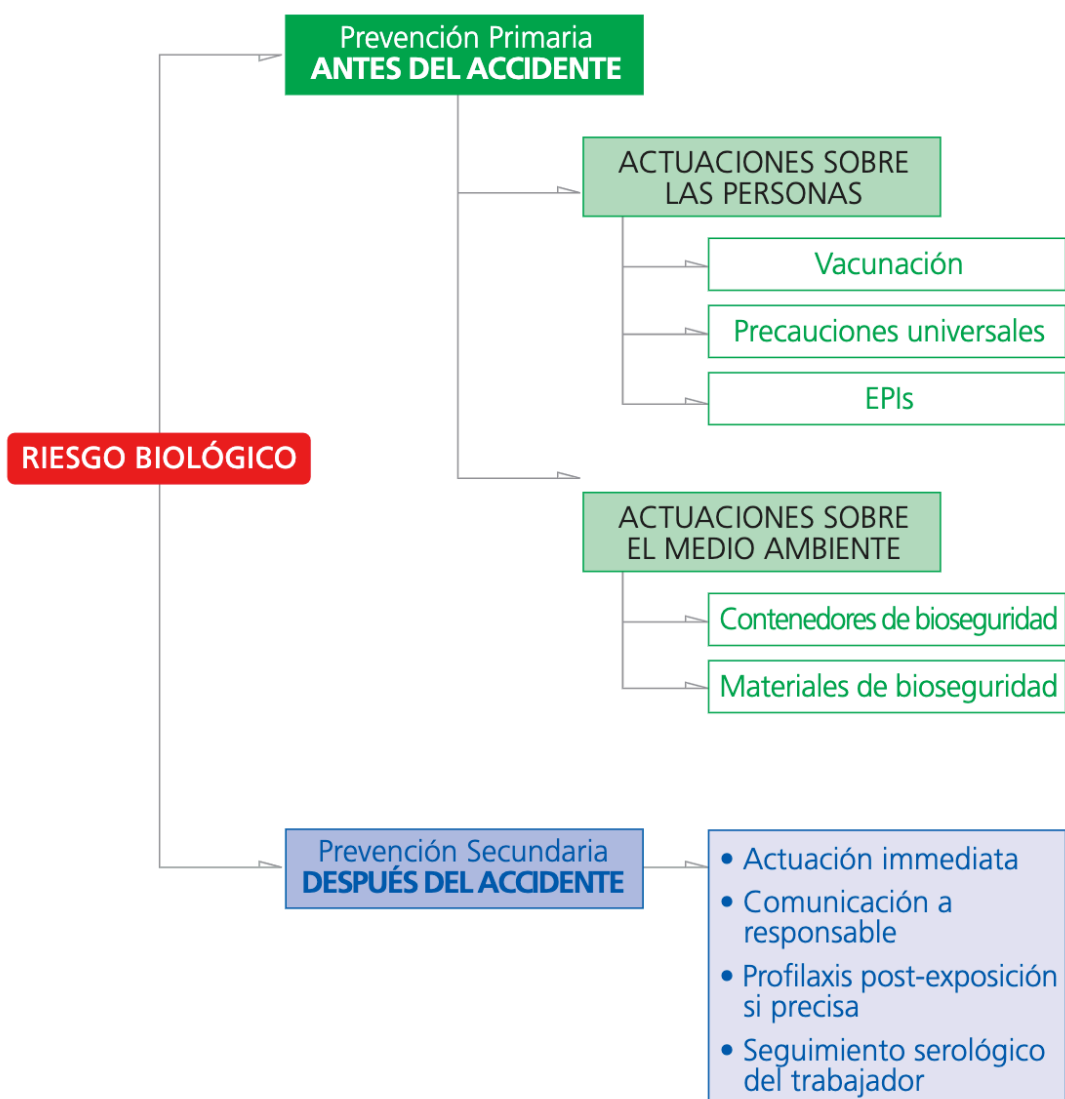 Prevención Primaria
ANTES DEL ACCIDENTE
ACTUACIONES SOBRE
LAS PERSONAS
Vacunación
Precauciones universales
EPIs
RIESGO BIOLÓGICO
ACTUACIONES SOBRE
EL MEDIO AMBIENTE
Contenedores de bioseguridad
Materiales de bioseguridad
Prevención Secundaria
DESPUÉS DEL ACCIDENTE
• Actuación immediata
• Comunicación a
responsable
• Profilaxis post-exposición
si precisa
• Seguimiento serológico
del trabajador